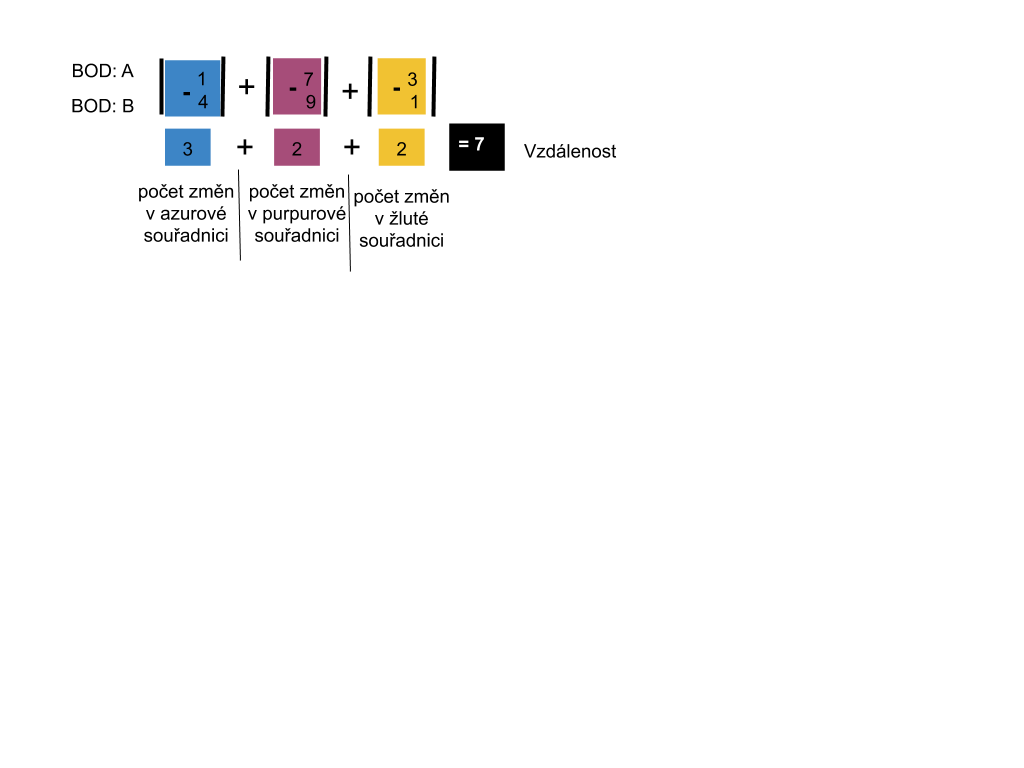 BOD: A
BOD: B
1 + 7 + 3
- 4 - 9 - 1
3 + 2 + 2 = 7 Vzdálenost
počet změn
v azurové
souřadnici
počet změn
v purpurové
souřadnici
počet změn
v žluté
souřadnici